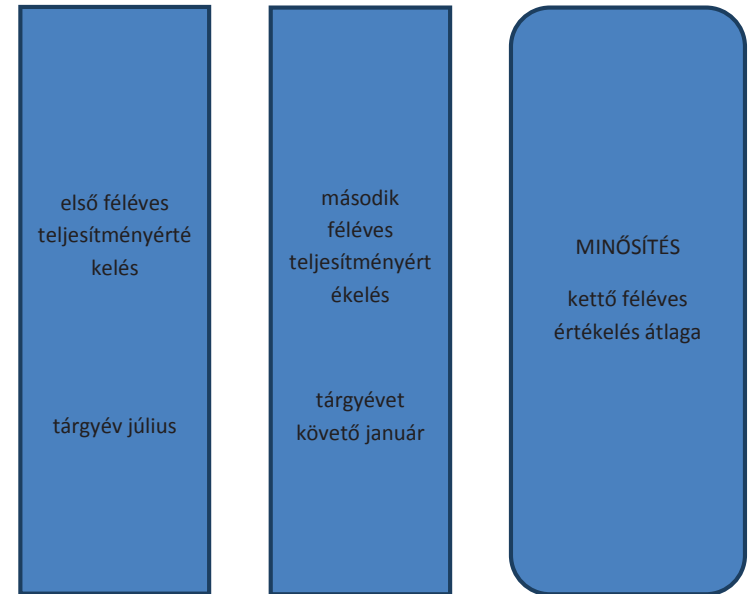 első féléves
teljesítményérté
kelés
tárgyév július
második
féléves
teljesítményért
ékelés
tárgyévet
követő január
MINŐSÍTÉS
kettő féléves
értékelés átlaga